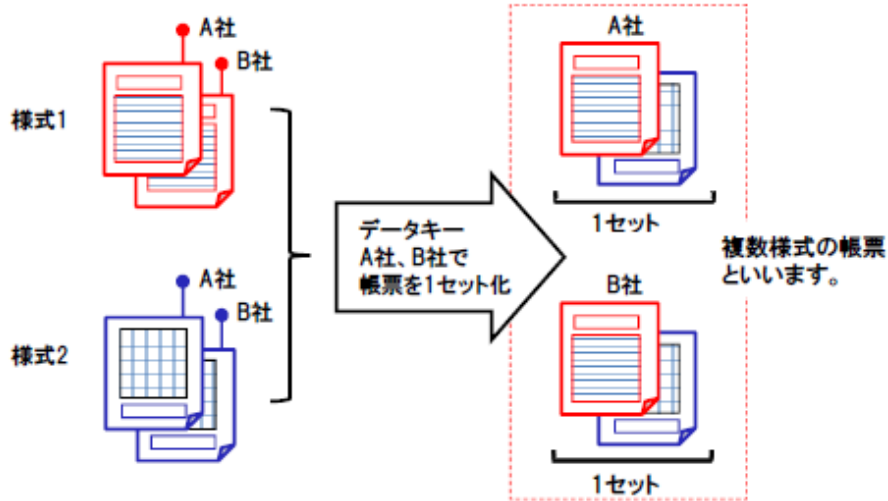 A社
B社
様式1
A社
B社
様式2
データキー
A社、B社で
帳票を1セット化
A社
1セット
B社
1セット
複数様式の帳票
といいます。